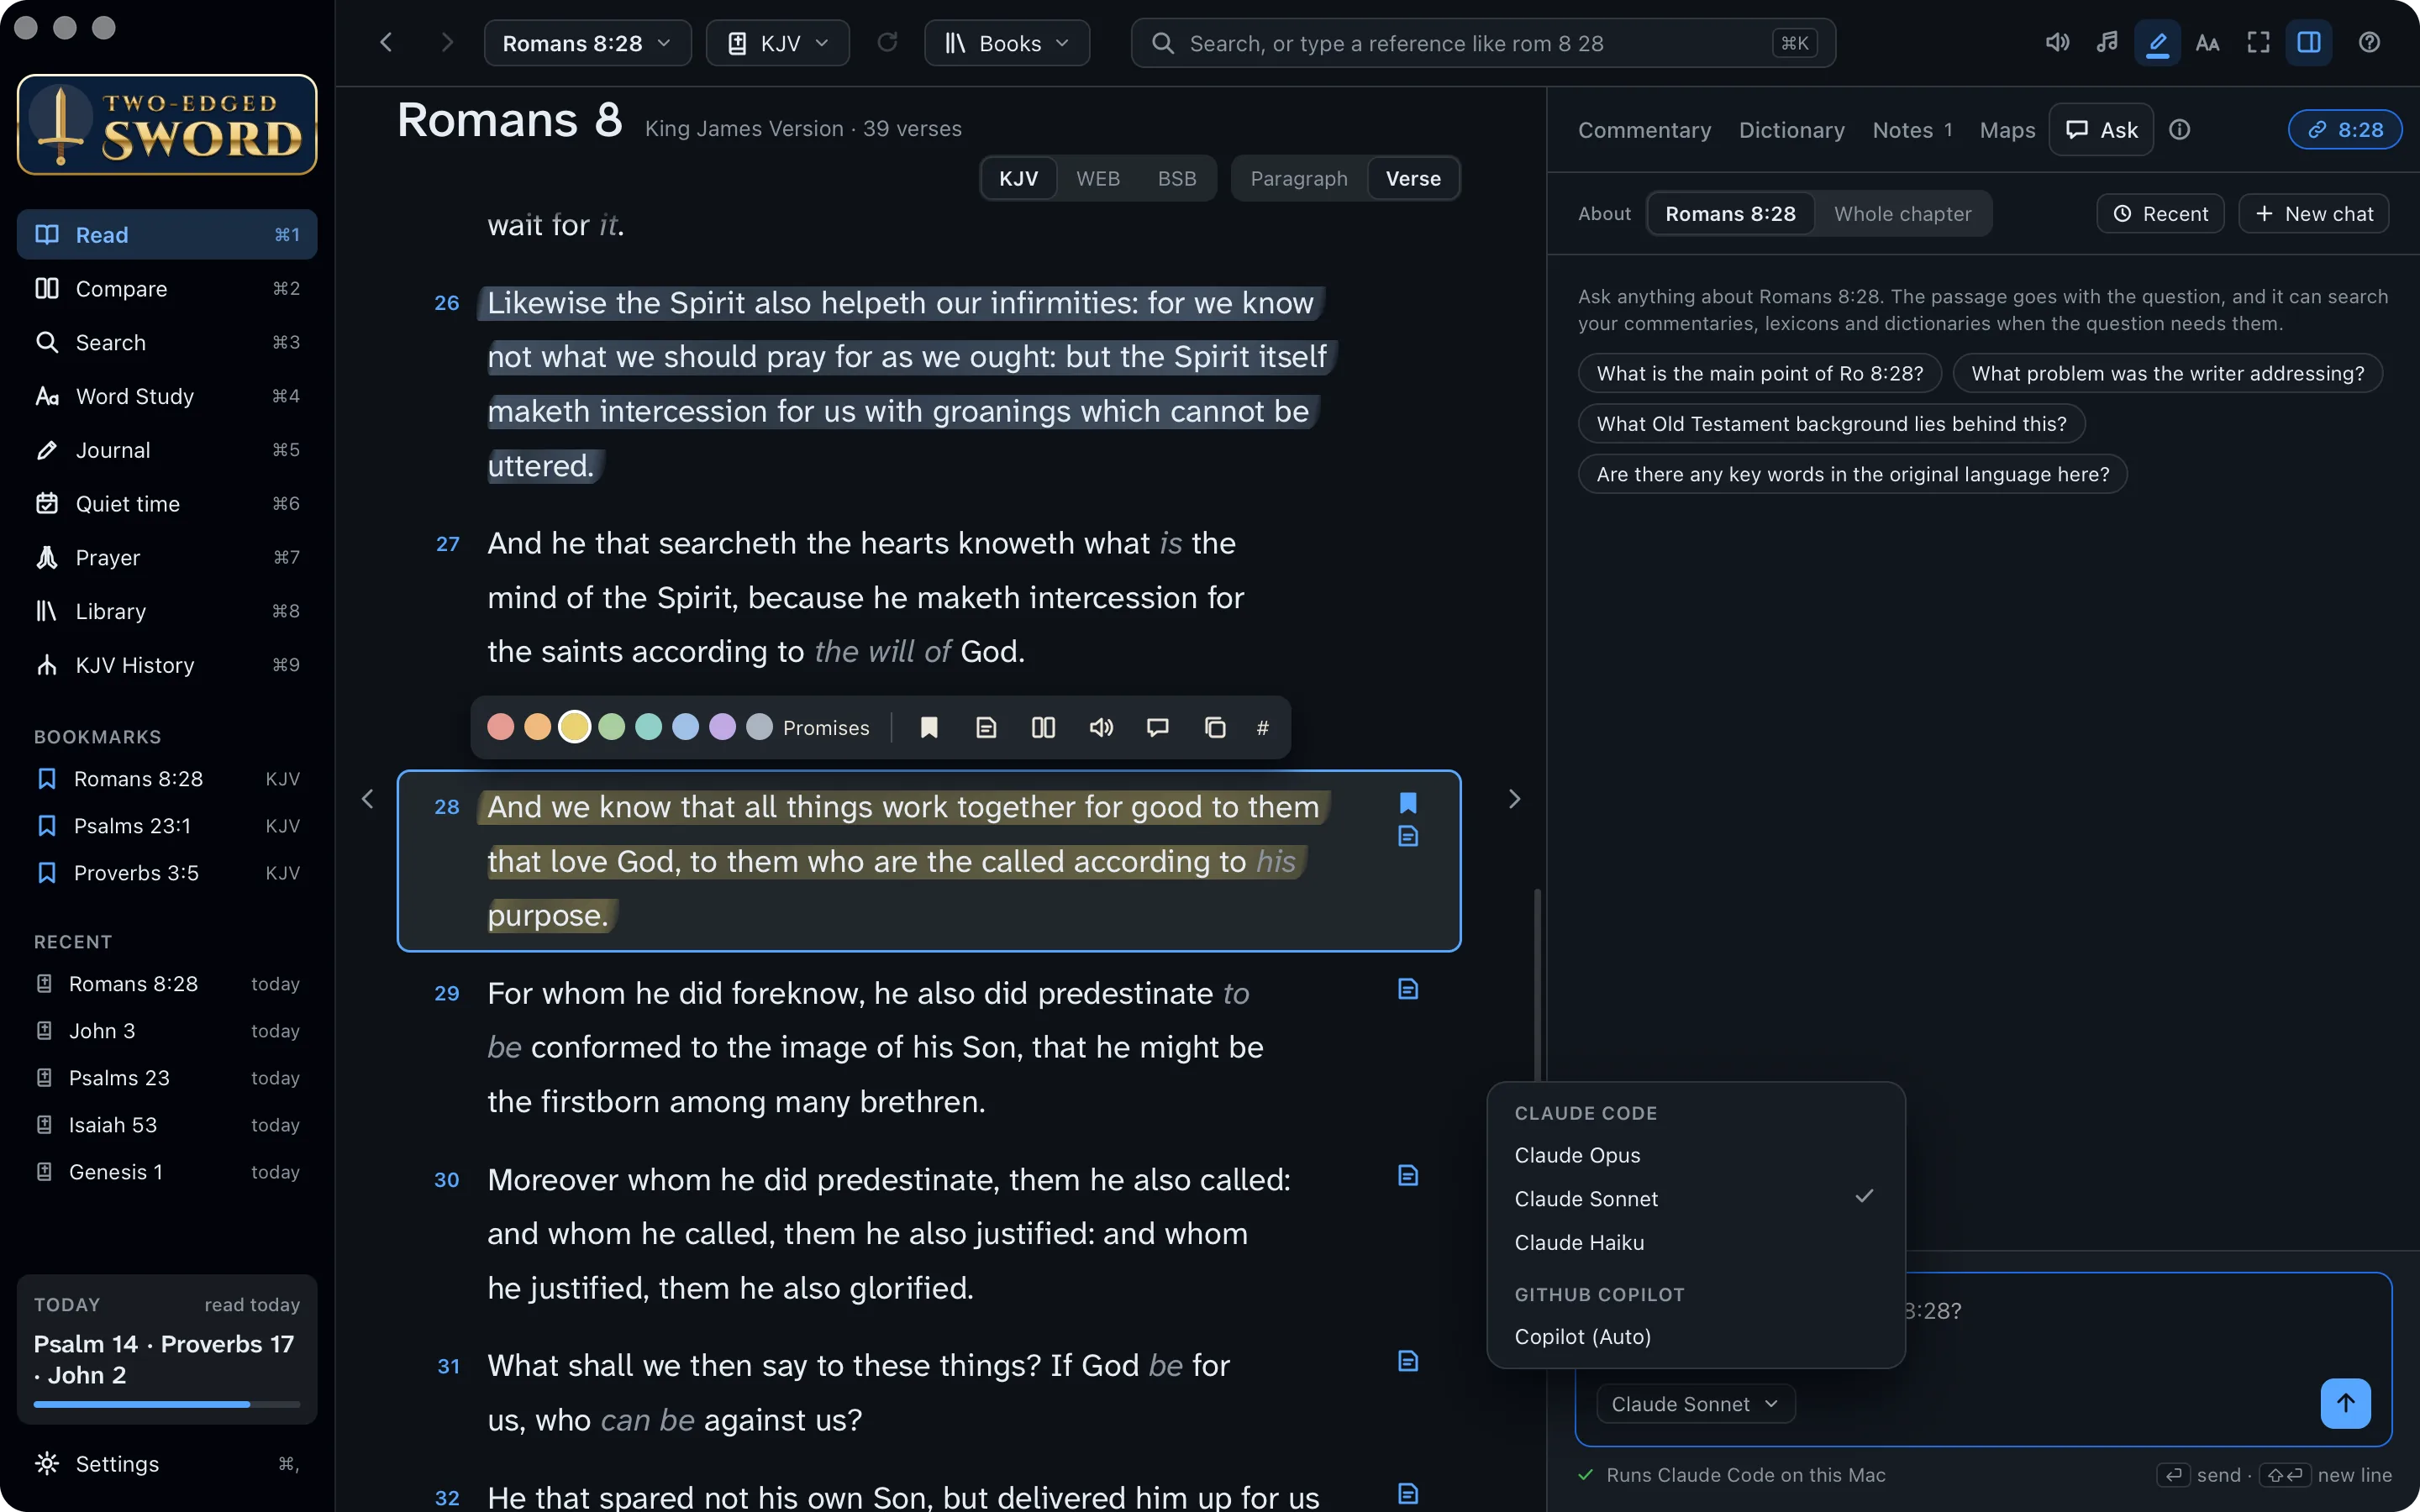 TWO-EDGED
SWORD
Read ⌘1
Compare ⌘2
Search ⌘3
Word Study ⌘4
Journal ⌘5
Quiet time ⌘6
Prayer ⌘7
Library ⌘8
KJV History ⌘9
BOOKMARKS
Romans 8:28 KJV
Psalms 23:1 KJV
Proverbs 3:5 KJV
RECENT
Romans 8:28 today
John 3 today
Psalms 23 today
Isaiah 53 today
Genesis 1 today
TODAY read today
Psalm 14 · Proverbs 17
· John 2
Settings ⌘,
Romans 8:28 KJV Books Search, or type a reference like rom 8 28 ⌘K
Romans 8 King James Version · 39 verses
KJV WEB BSB Paragraph Verse
wait for it.
26 Likewise the Spirit also helpeth our infirmities: for we know
not what we should pray for as we ought: but the Spirit itself
maketh intercession for us with groanings which cannot be
uttered.
27 And he that searcheth the hearts knoweth what is the
mind of the Spirit, because he maketh intercession for
the saints according to the will of God.
Promises #
28 And we know that all things work together for good to them
that love God, to them who are the called according to his
purpose.
29 For whom he did foreknow, he also did predestinate to
be conformed to the image of his Son, that he might be
the firstborn among many brethren.
30 Moreover whom he did predestinate, them he also called:
and whom he called, them he also justified: and whom
he justified, them he also glorified.
31 What shall we then say to these things? If God be for
us, who can be against us?
32 He that spared not his own Son, but delivered him up for us
Commentary Dictionary Notes 1 Maps Ask 8:28
About Romans 8:28 Whole chapter Recent New chat
Ask anything about Romans 8:28. The passage goes with the question, and it can search
your commentaries, lexicons and dictionaries when the question needs them.
What is the main point of Ro 8:28? What problem was the writer addressing?
What Old Testament background lies behind this?
Are there any key words in the original language here?
CLAUDE CODE
Claude Opus
Claude Sonnet
Claude Haiku
GITHUB COPILOT
Copilot (Auto)
8:28?
Claude Sonnet
Runs Claude Code on this Mac send · new line